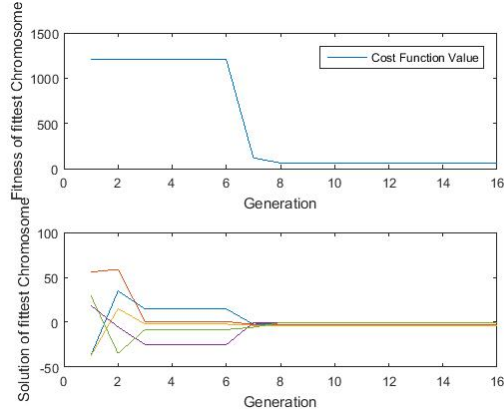 Fitness of fittest Chromosome
1500
1000
500
0
Cost Function Value
0 2 4 6 8 10 12 14 16
Generation
Solution of fittest Chromosome
100
50
0
-50
0 2 4 6 8 10 12 14 16
Generation